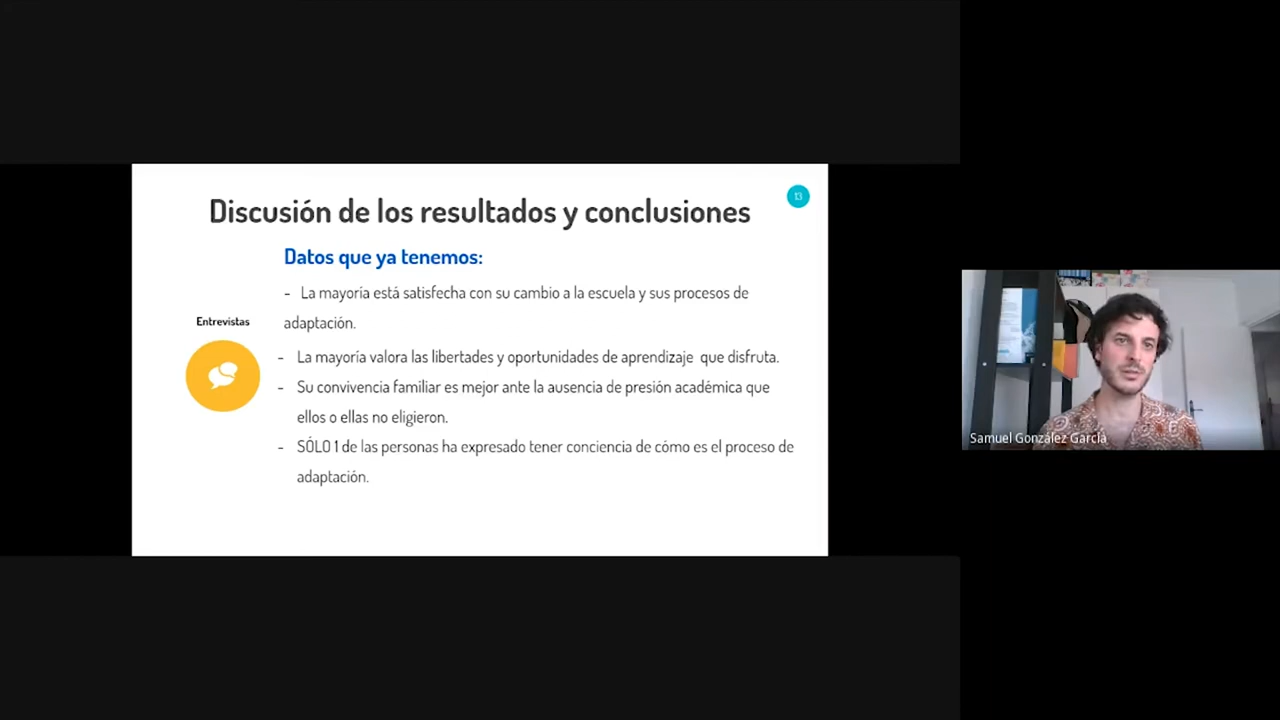 Discusión de los resultados y conclusiones
13
Datos que ya tenemos:
- La mayoría está satisfecha con su cambio a la escuela y sus procesos de
adaptación.
Entrevistas
- La mayoría valora las libertades y oportunidades de aprendizaje que disfruta.
- Su convivencia familiar es mejor ante la ausencia de presión académica que
ellos o ellas no eligieron.
- SÓLO 1 de las personas ha expresado tener conciencia de cómo es el proceso de
adaptación.
Samuel González García